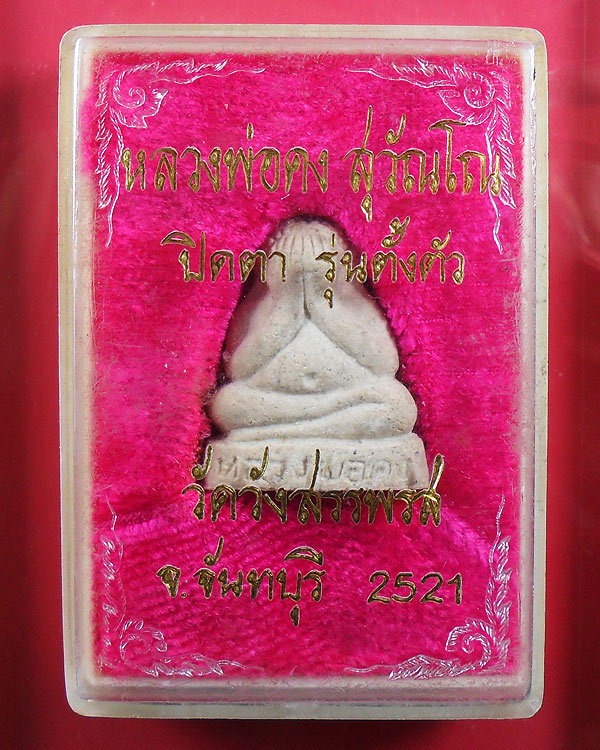 หลวงพ่อคง สุวัณโณ
ปิดตา รุ่นตั้งตัว
หลวงพ่อคง
วัดวังสรรพรส
จ.จันทบุรี 2521